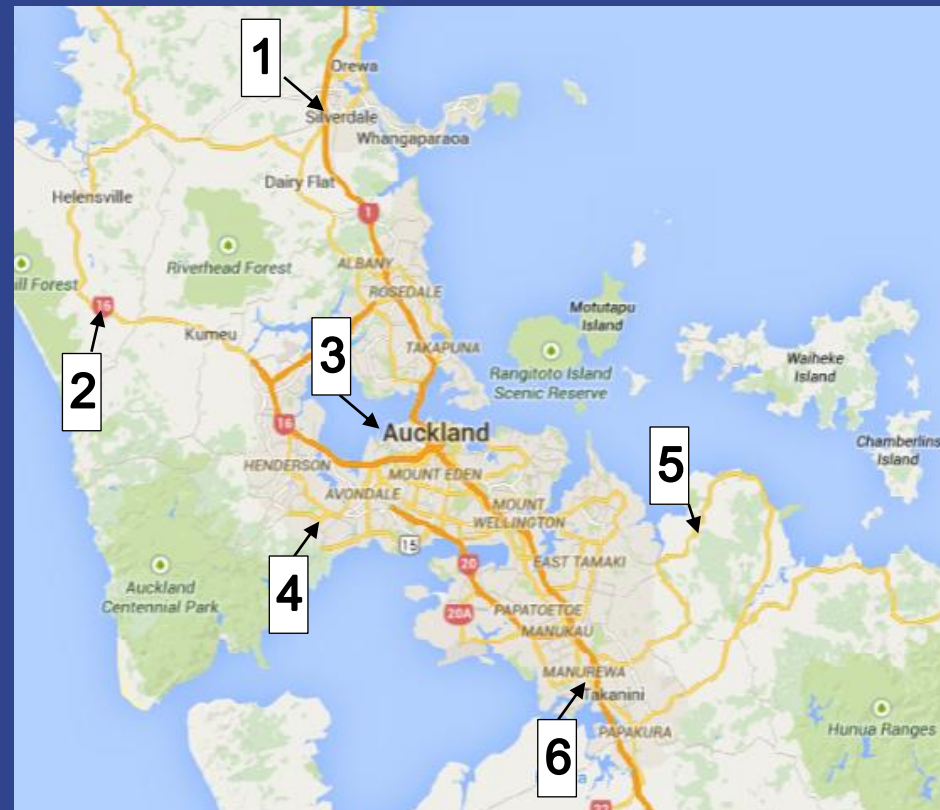 1
Orewa
Silverdale
Whangaparaoa
Dairy Flat
Helensville
1
ALBANY
Riverhead Forest
ill Forest
ROSEDALE
16
Motutapu
Island
Kumeu
3
TAKAPUNA
2
Rangitoto Island
Scenic Reserve
Waiheke
Island
16
Auckland
Chamberlins
Island
HENDERSON
MOUNT EDEN
5
AVONDALE
MOUNT
WELLINGTON
15
EAST TAMAKI
20
4
Auckland
Centennial Park
20A
PAPATOETOE
MANUKAU
MANUREWA
Takanini
6
PAPAKURA
Hunua Ranges
a
22